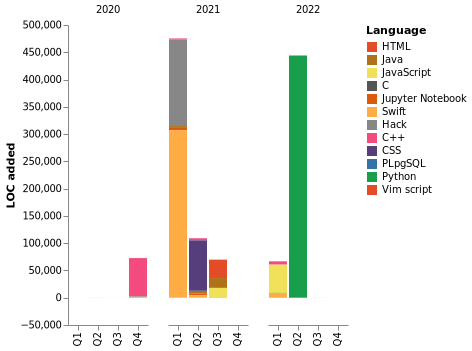 2020 2021 2022
500,000
450,000
400,000
350,000
300,000
250,000
200,000
150,000
100,000
50,000
0
−50,000
LOC added
Q1 Q2 Q3 Q4 Q1 Q2 Q3 Q4 Q1 Q2 Q3 Q4
Language
HTML
Java
JavaScript
C
Jupyter Notebook
Swift
Hack
C++
CSS
PLpgSQL
Python
Vim script